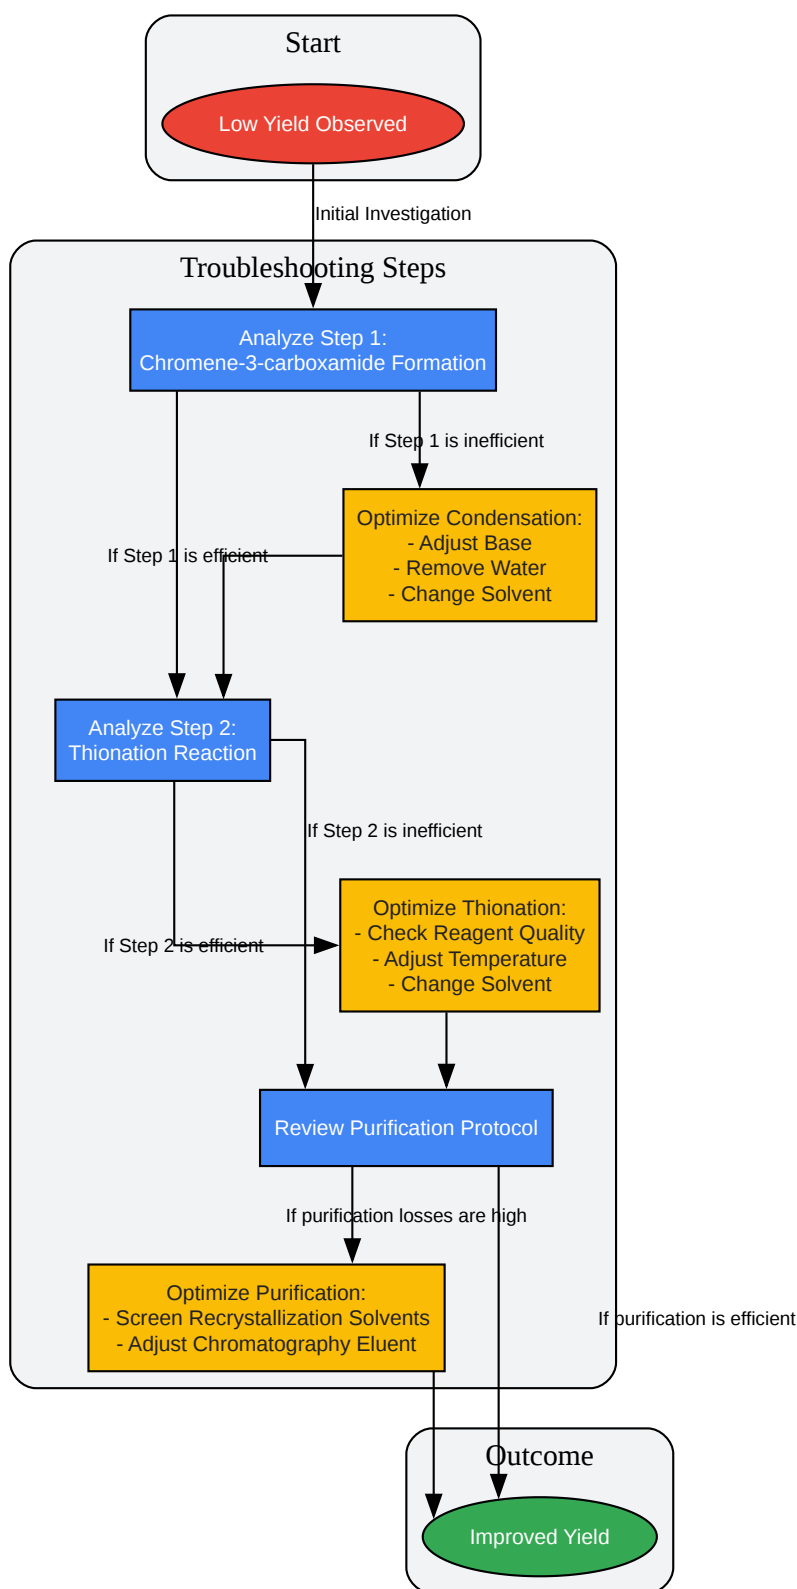 Start
Low Yield Observed
Initial Investigation
Troubleshooting Steps
Analyze Step 1:
Chromene-3-carboxamide Formation
If Step 1 is inefficient
Optimize Condensation:
- Adjust Base
- Remove Water
- Change Solvent
If Step 1 is efficient
Analyze Step 2:
Thionation Reaction
If Step 2 is inefficient
Optimize Thionation:
- Check Reagent Quality
- Adjust Temperature
- Change Solvent
If Step 2 is efficient
Review Purification Protocol
If purification losses are high
Optimize Purification:
- Screen Recrystallization Solvents
- Adjust Chromatography Eluent
If purification is efficient
Outcome
Improved Yield